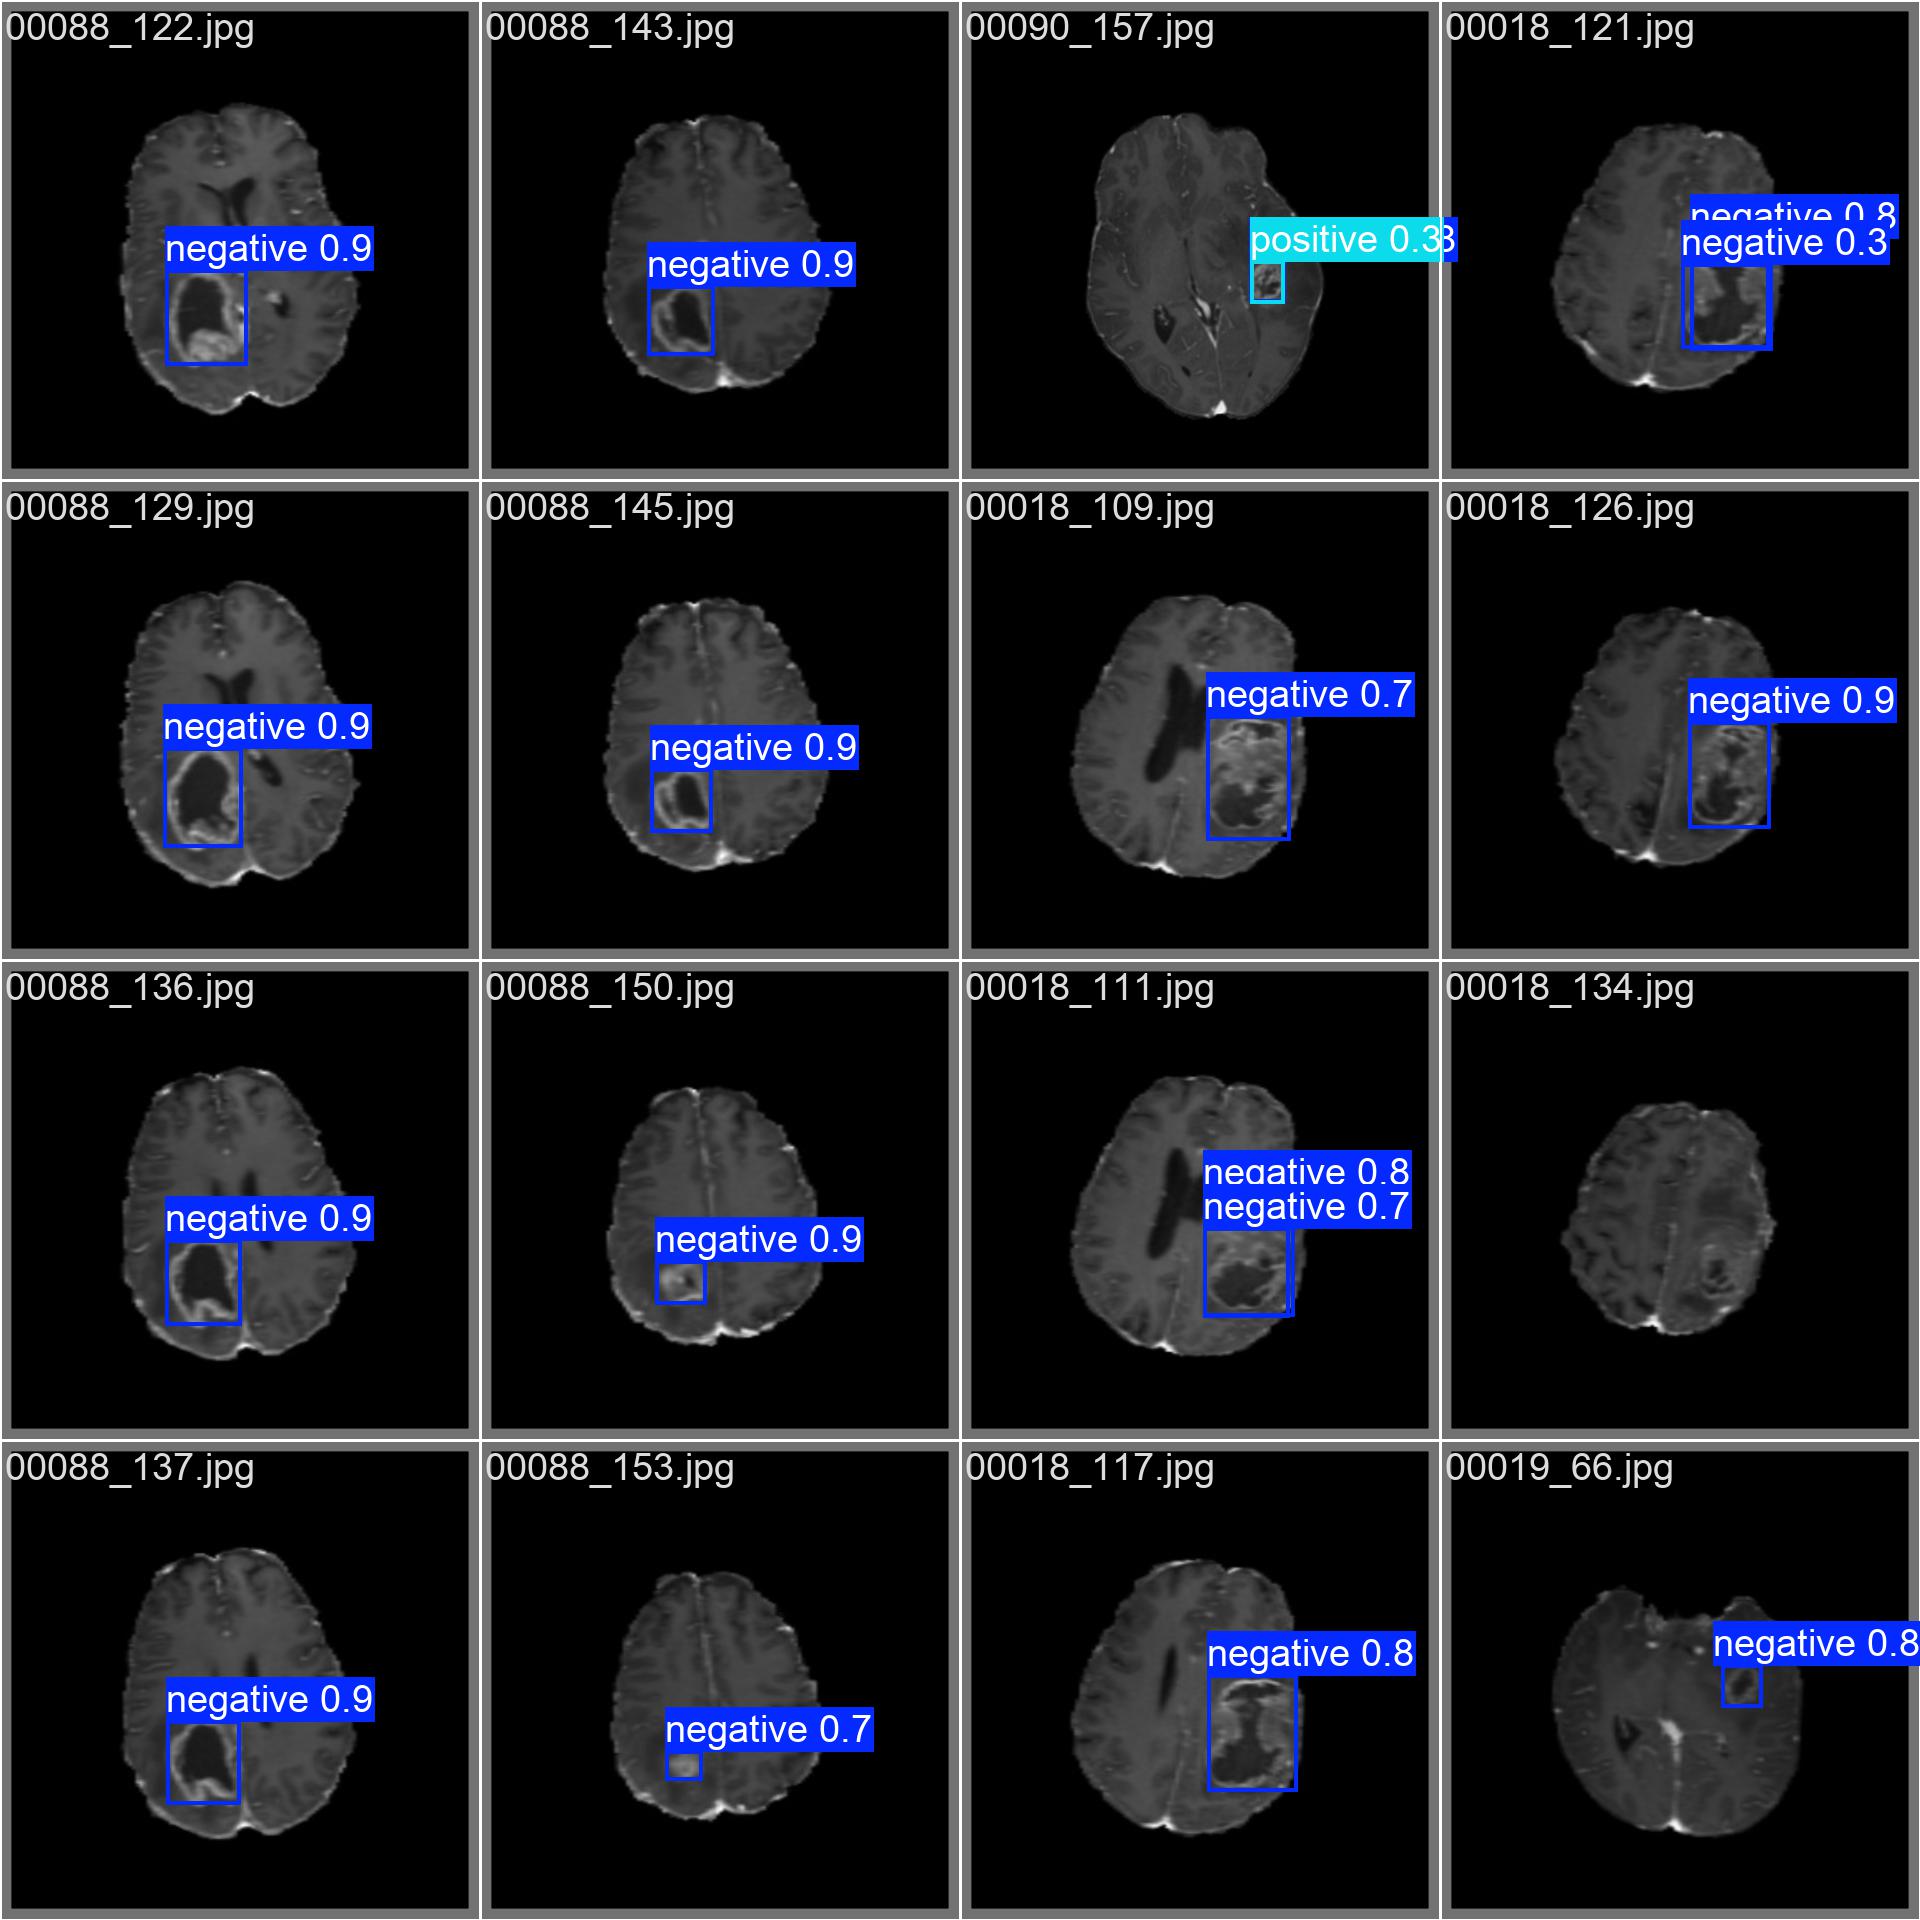 00088_122.jpg
negative 0.9
00088_143.jpg
negative 0.9
00090_157.jpg
positive 0.3
3
00018_121.jpg
negative 0.8
negative 0.3
00088_129.jpg
negative 0.9
00088_145.jpg
negative 0.9
00018_109.jpg
negative 0.7
00018_126.jpg
negative 0.9
00088_136.jpg
negative 0.9
00088_150.jpg
negative 0.9
00018_111.jpg
negative 0.8
negative 0.7
00018_134.jpg
00088_137.jpg
negative 0.9
00088_153.jpg
negative 0.7
00018_117.jpg
negative 0.8
00019_66.jpg
negative 0.8